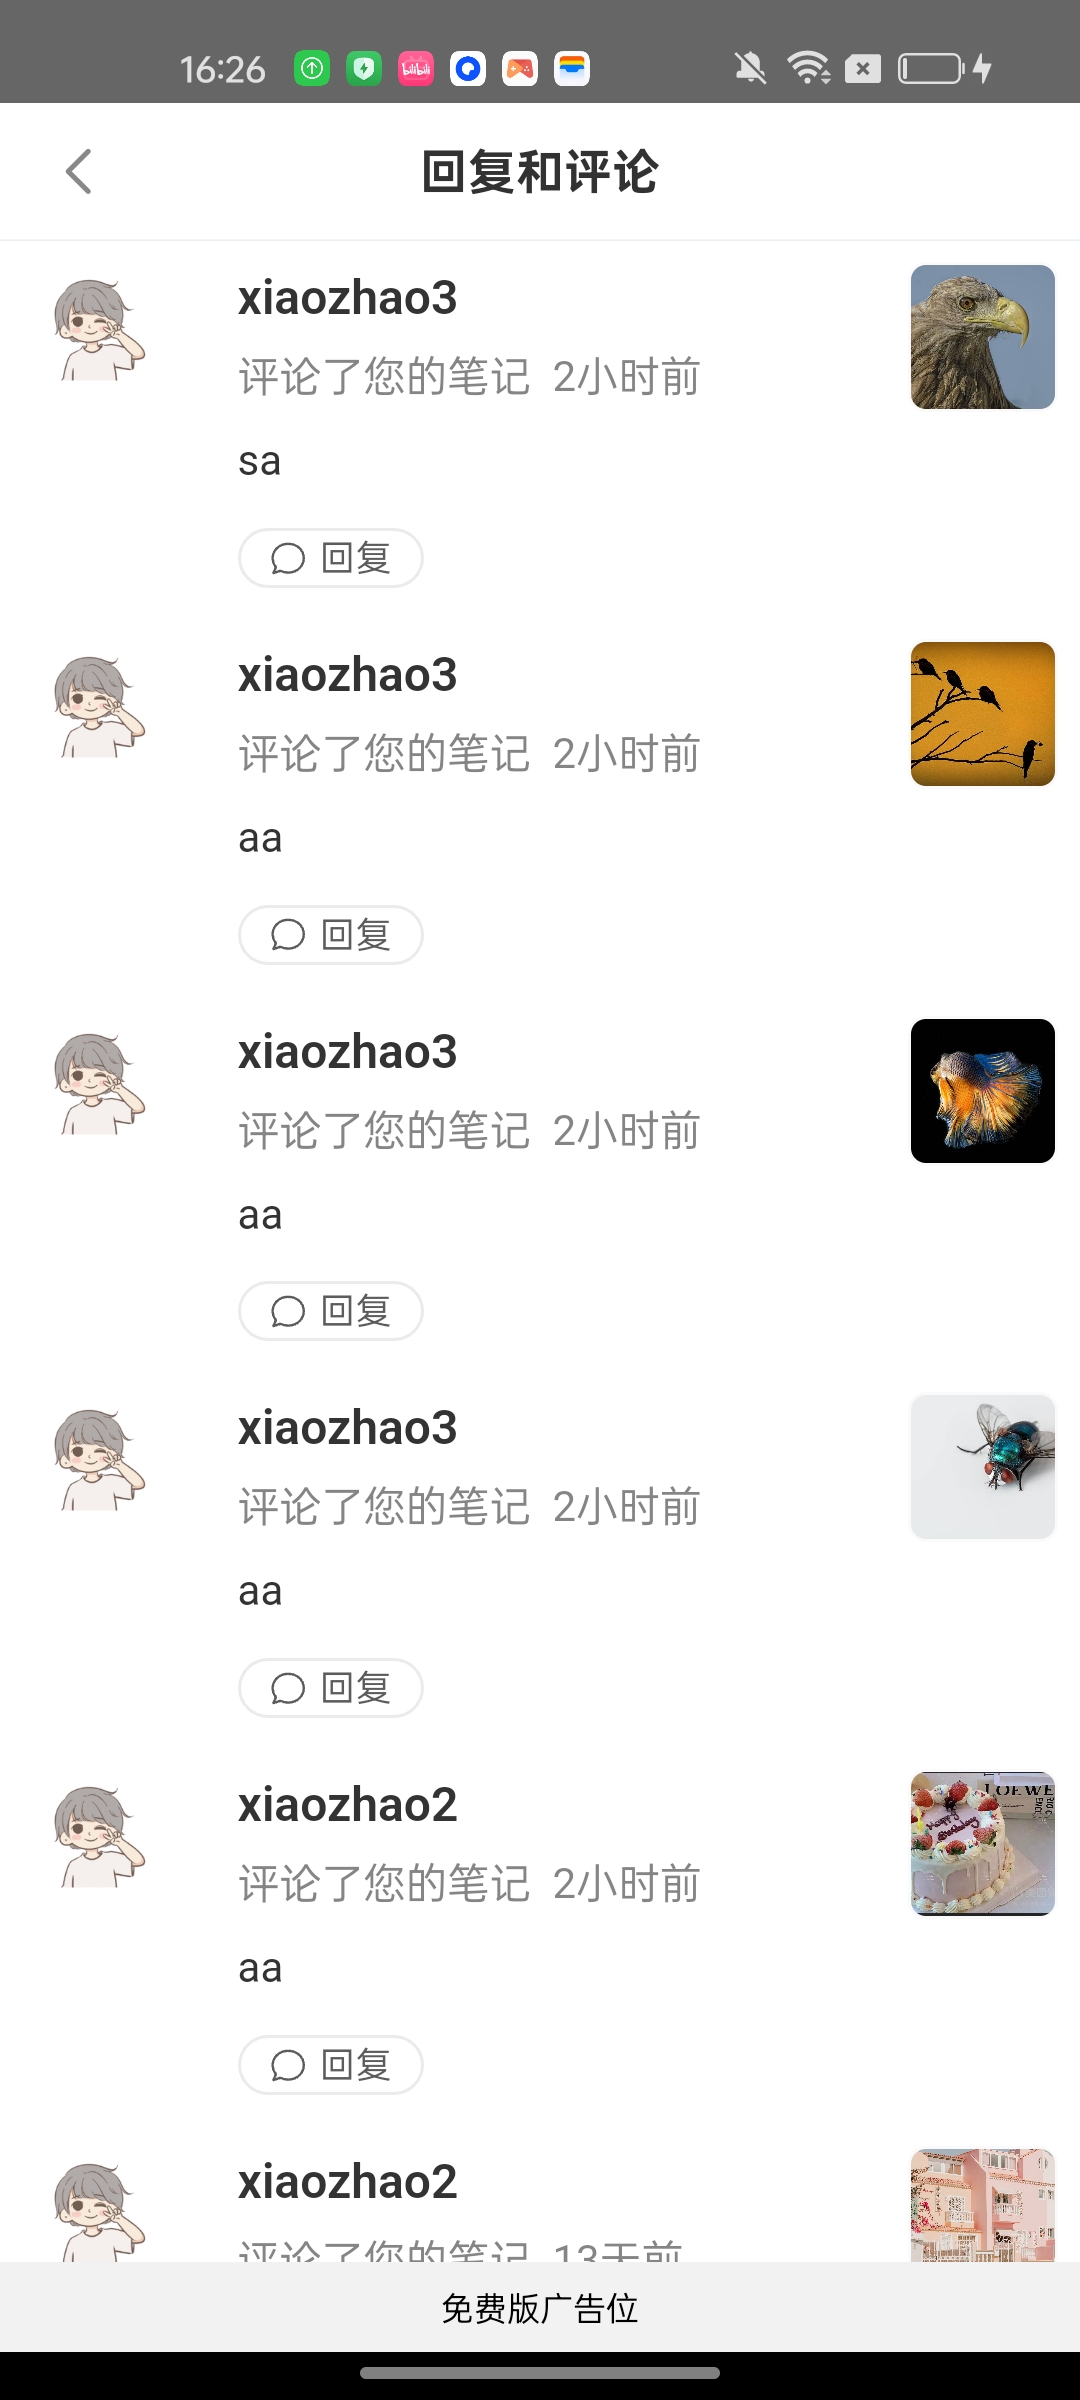 16:26
bilibili
回复和评论
xiaozhao3
评论了您的笔记 2小时前
sa
回复
xiaozhao3
评论了您的笔记 2小时前
aa
回复
xiaozhao3
评论了您的笔记 2小时前
aa
回复
xiaozhao3
评论了您的笔记 2小时前
aa
回复
xiaozhao2
评论了您的笔记 2小时前
LOEWE
Happy
Birthday
aa
回复
xiaozhao2
评论了您的笔记 13天前
免费版广告位